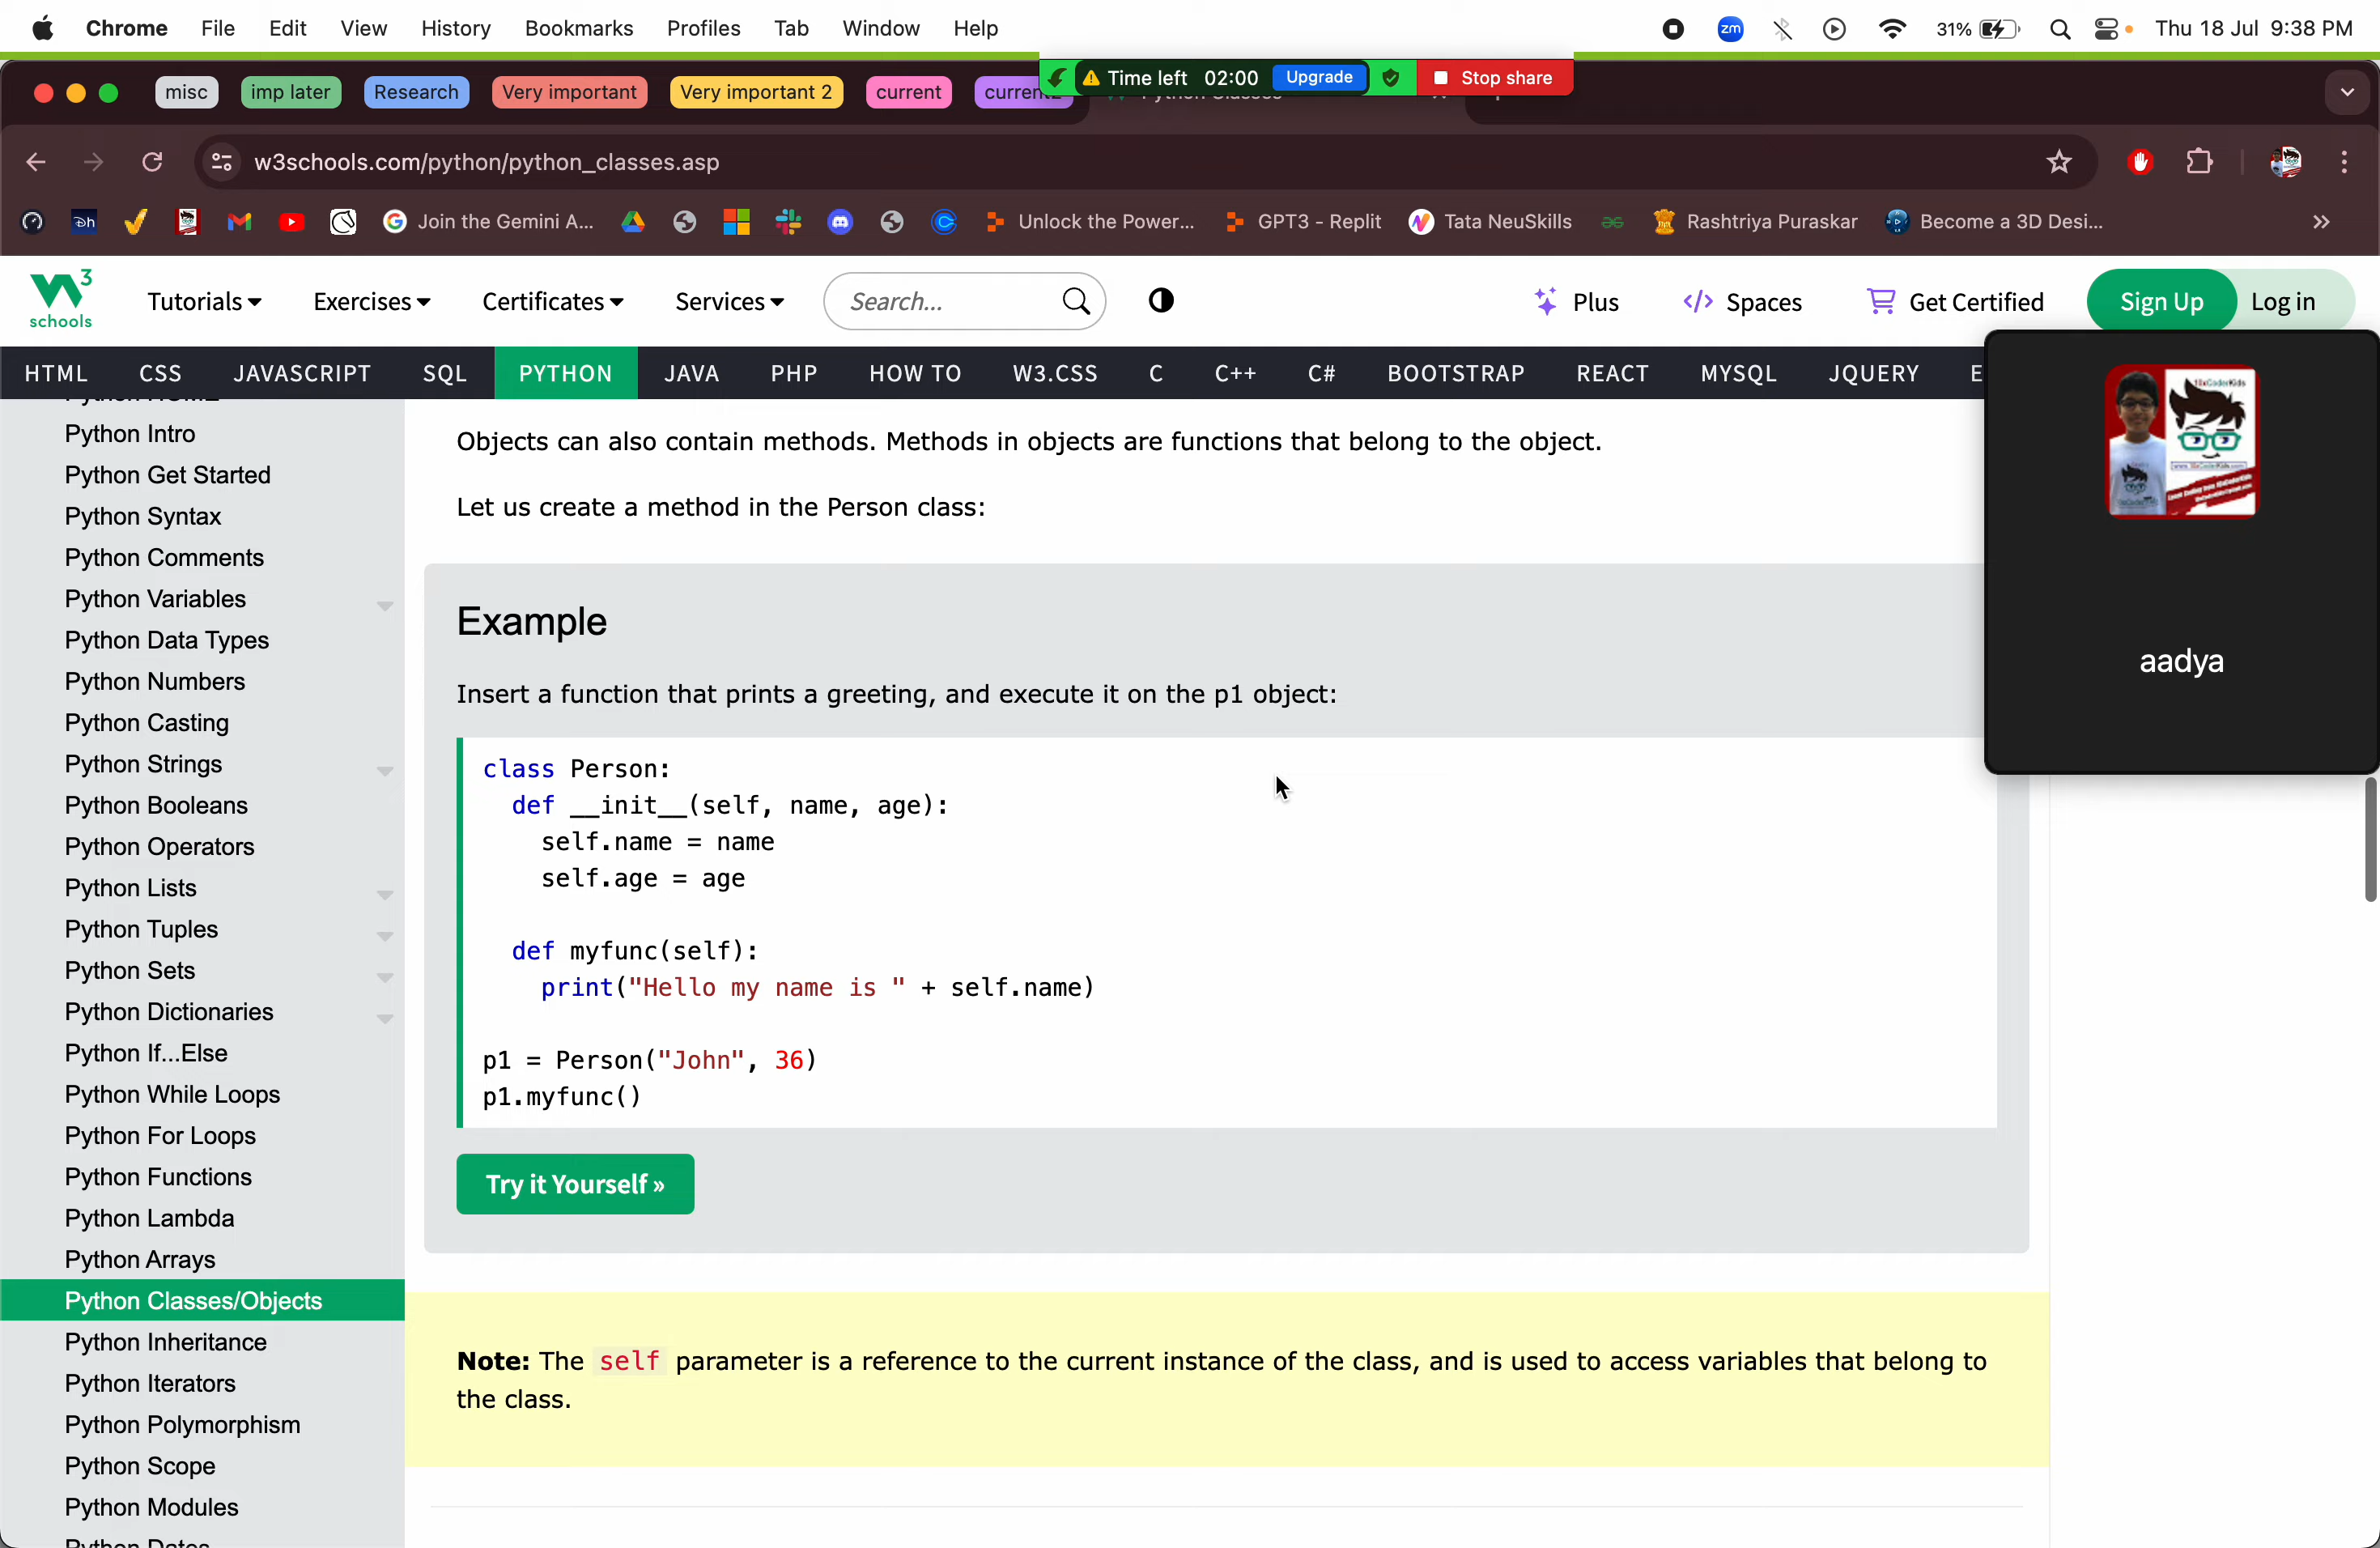 Chrome File Edit View History Bookmarks Profiles Tab Window Help zm 31% Thu 18 Jul 9:38 PM
Time left 02:00 Upgrade Stop share
misc imp later Research Very important Very important 2 current
w3schools.com/python/python_classes.asp
Join the Gemini A... Unlock the Power... GPT3 - Replit Tata NeuSkills Rashtriya Puraskar Become a 3D Desi...
W3 schools Tutorials Exercises Certificates Services Search... Plus Spaces Get Certified Sign Up Log in
HTML CSS JAVASCRIPT SQL PYTHON JAVA PHP HOW TO W3.CSS C C++ C# BOOTSTRAP REACT MYSQL JQUERY E
Python Intro
Python Get Started
Python Syntax
Python Comments
Python Variables
Python Data Types
Python Numbers
Python Casting
Python Strings
Python Booleans
Python Operators
Python Lists
Python Tuples
Python Sets
Python Dictionaries
Python If...Else
Python While Loops
Python For Loops
Python Functions
Python Lambda
Python Arrays
Python Classes/Objects
Python Inheritance
Python Iterators
Python Polymorphism
Python Scope
Python Modules
Objects can also contain methods. Methods in objects are functions that belong to the object.
Let us create a method in the Person class:
Example
Insert a function that prints a greeting, and execute it on the p1 object:
class Person:
  def __init__(self, name, age):
    self.name = name
    self.age = age
  def myfunc(self):
    print("Hello my name is " + self.name)
p1 = Person("John", 36)
p1.myfunc()
Try it Yourself »
Note: The self parameter is a reference to the current instance of the class, and is used to access variables that belong to
the class.
aadya